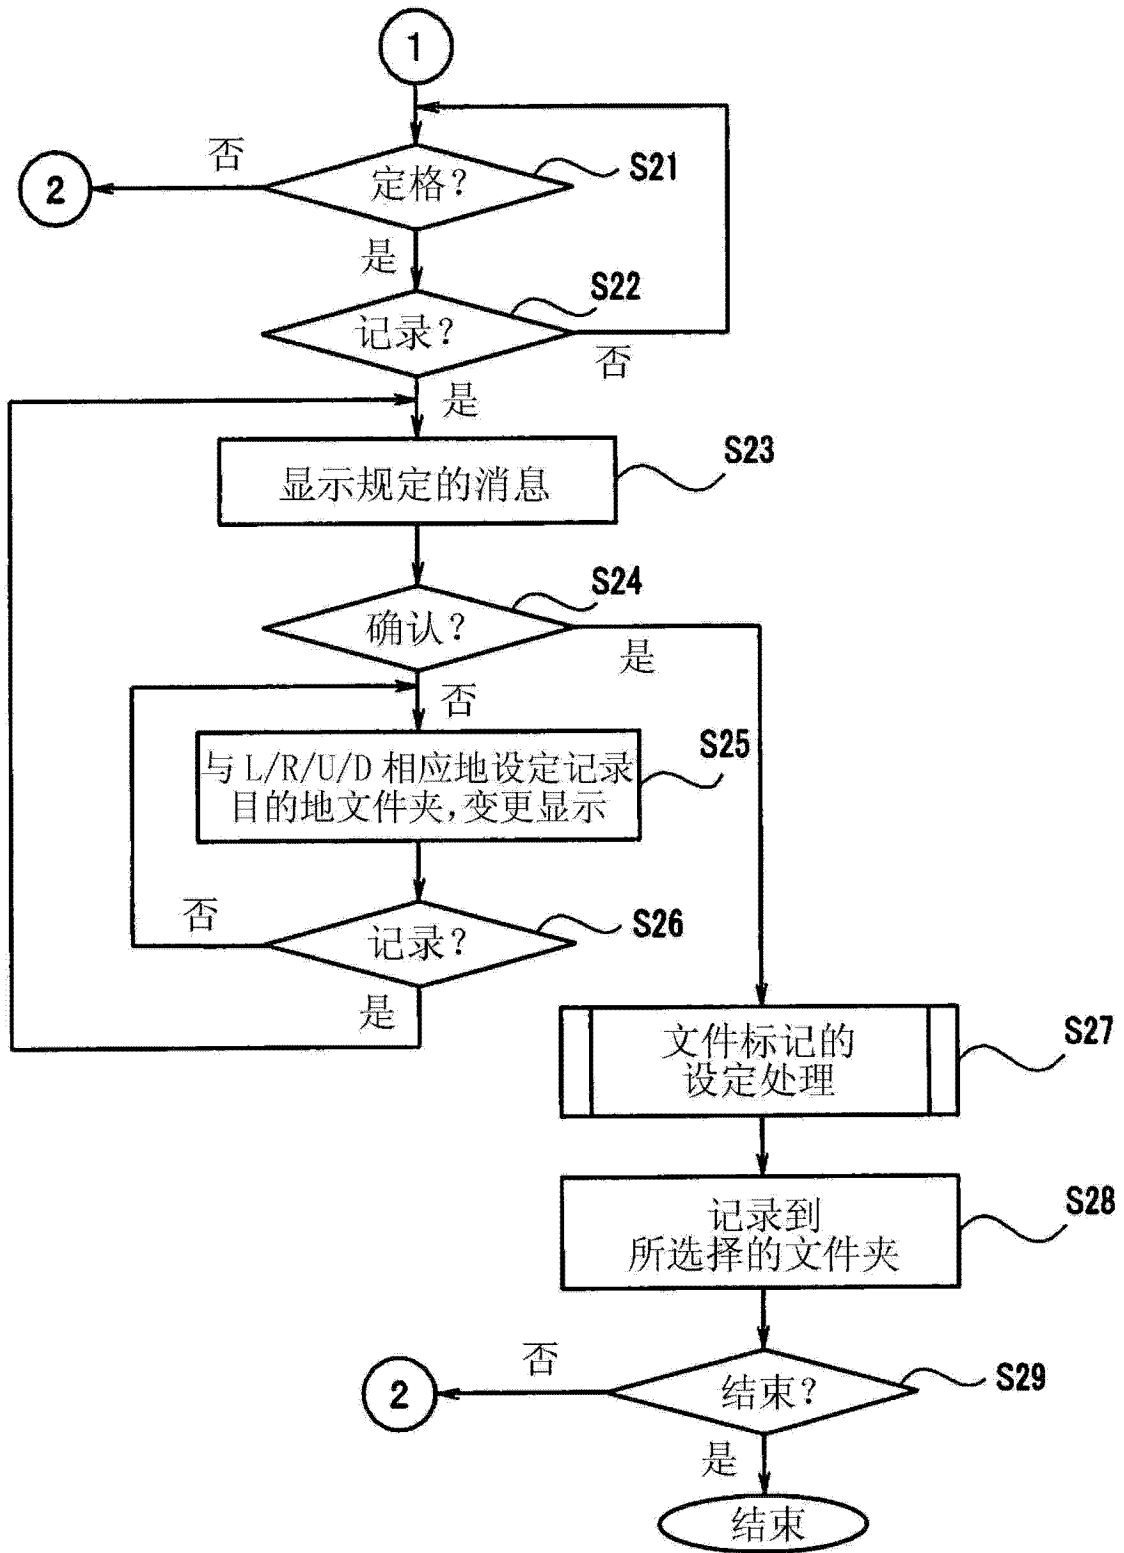 1
否
2
定格?
S21
是
S22
记录?
否
是
S23
显示规定的消息
S24
确认?
是
否
S25
与L/R/U/D相应地设定记录
目的地文件夹,变更显示
否
S26
记录?
是
S27
文件标记的
设定处理
S28
记录到
所选择的文件夹
否
2
结束?
S29
是
结束